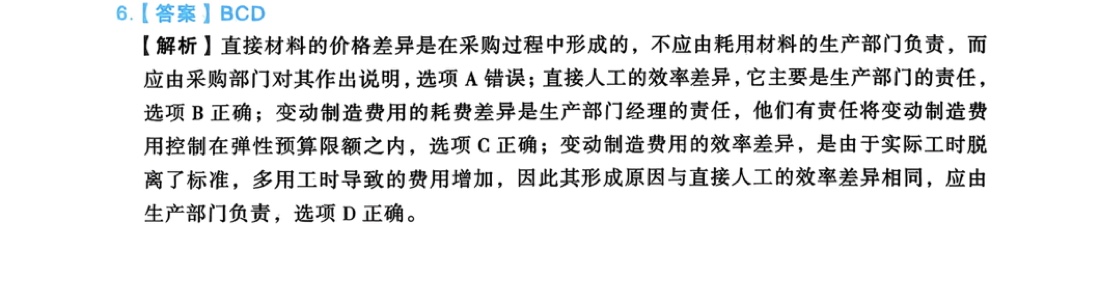 6.【答案】BCD
【解析】直接材料的价格差异是在采购过程中形成的，不应由耗用材料的生产部门负责，而
应由采购部门对其作出说明，选项 A 错误；直接人工的效率差异，它主要是生产部门的责任，
选项 B 正确；变动制造费用的耗费差异是生产部门经理的责任，他们有责任将变动制造费
用控制在弹性预算限额之内，选项 C 正确；变动制造费用的效率差异，是由于实际工时脱
离了标准，多用工时导致的费用增加，因此其形成原因与直接人工的效率差异相同，应由
生产部门负责，选项 D 正确。